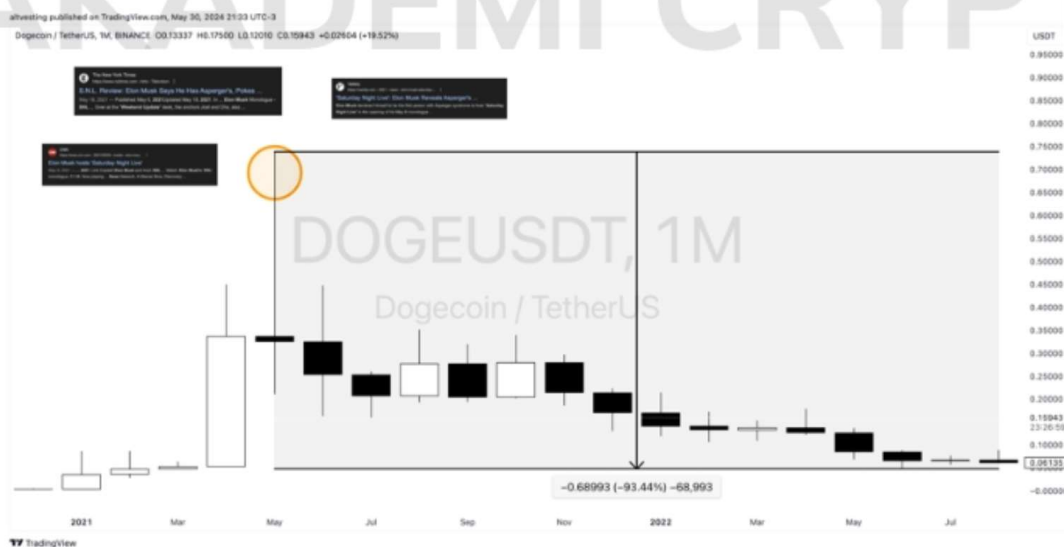 AKADEMI CRYP
altvesting published on TradingView.com, May 30, 2024 21:33 UTC-3
Dogecoin / TetherUS, 1M, BINANCE O0.13337 H0.17500 L0.12010 C0.15943 +0.02604 (+19.52%)
USDT
The New York Times
S.N.L. Review: Elon Musk Says He Has Asperger's, Pokes ...
'Saturday Night Live': Elon Musk Reveals Asperger's ...
Elon Musk hosts 'Saturday Night Live'
DOGEUSDT, 1M
Dogecoin / TetherUS
0.95000
0.90000
0.85000
0.80000
0.75000
0.70000
0.65000
0.60000
0.55000
0.50000
0.45000
0.40000
0.35000
0.30000
0.25000
0.20000
0.15943
23:26:59
0.10000
0.06135
-0.00000
−0.68993 (−93.44%) −68,993
2021 Mar May Jul Sep Nov 2022 Mar May Jul
TradingView